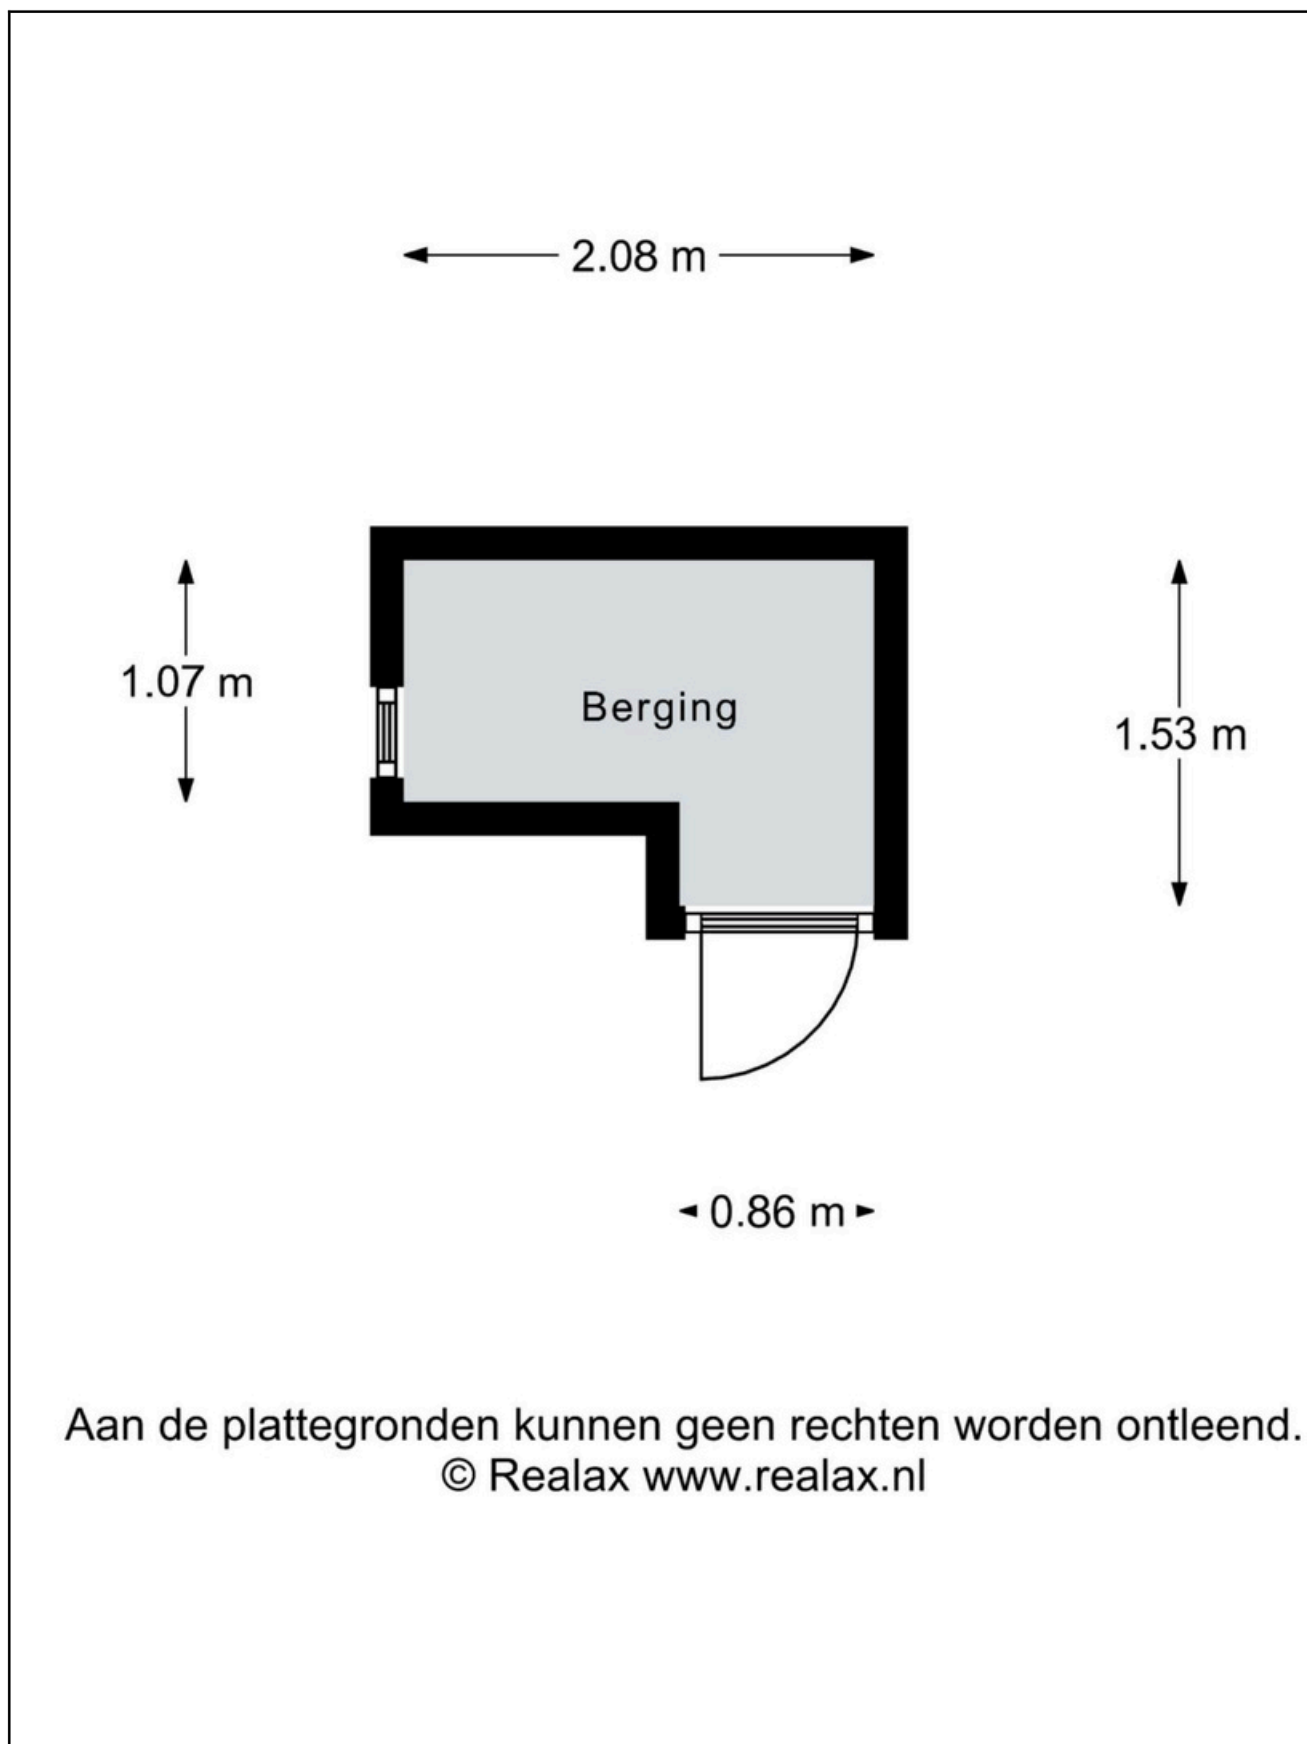 2.08 m
1.07 m
Berging
1.53 m
0.86 m
Aan de plattegronden kunnen geen rechten worden ontleend.
© Realax www.realax.nl